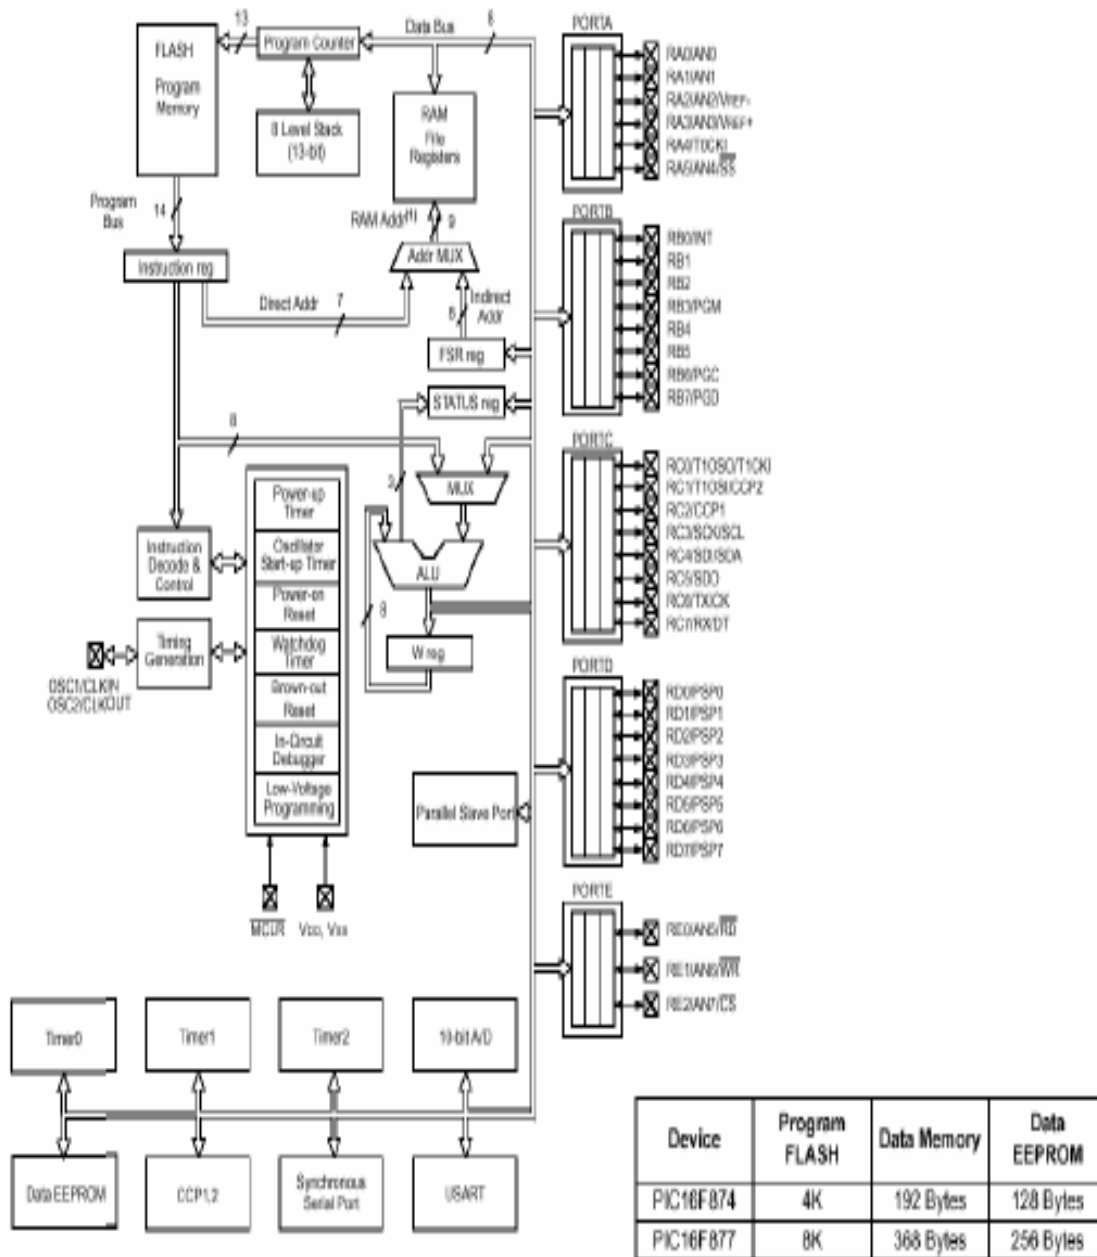 FLASH
Program
Memory
13
Program Counter
Data Bus
8
8 Level Stack
(13-bit)
RAM
File
Registers
Program
Bus
14
RAM Addr(1)
9
Addr MUX
Instruction reg
Direct Addr
7
8
Indirect
Addr
FSR reg
STATUS reg
8
3
MUX
Power-up
Timer
Instruction
Decode &
Control
Oscillator
Start-up Timer
ALU
Power-on
Reset
8
Timing
Generation
Watchdog
Timer
W reg
OSC1/CLKIN
OSC2/CLKOUT
Brown-out
Reset
In-Circuit
Debugger
Low-Voltage
Programming
Parallel Slave Port
MCLR
VDD, VSS
PORTA
RA0/AN0
RA1/AN1
RA2/AN2/VREF-
RA3/AN3/VREF+
RA4/T0CKI
RA5/AN4/SS
PORTB
RB0/INT
RB1
RB2
RB3/PGM
RB4
RB5
RB6/PGC
RB7/PGD
PORTC
RC0/T1OSO/T1CKI
RC1/T1OSI/CCP2
RC2/CCP1
RC3/SCK/SCL
RC4/SDI/SDA
RC5/SDO
RC6/TX/CK
RC7/RX/DT
PORTD
RD0/PSP0
RD1/PSP1
RD2/PSP2
RD3/PSP3
RD4/PSP4
RD5/PSP5
RD6/PSP6
RD7/PSP7
PORTE
RE0/AN5/RD
RE1/AN6/WR
RE2/AN7/CS
Timer0
Timer1
Timer2
10-bit A/D
Data EEPROM
CCP1,2
Synchronous
Serial Port
USART
Device
Program
FLASH
Data Memory
Data
EEPROM
PIC16F874
4K
192 Bytes
128 Bytes
PIC16F877
8K
368 Bytes
256 Bytes